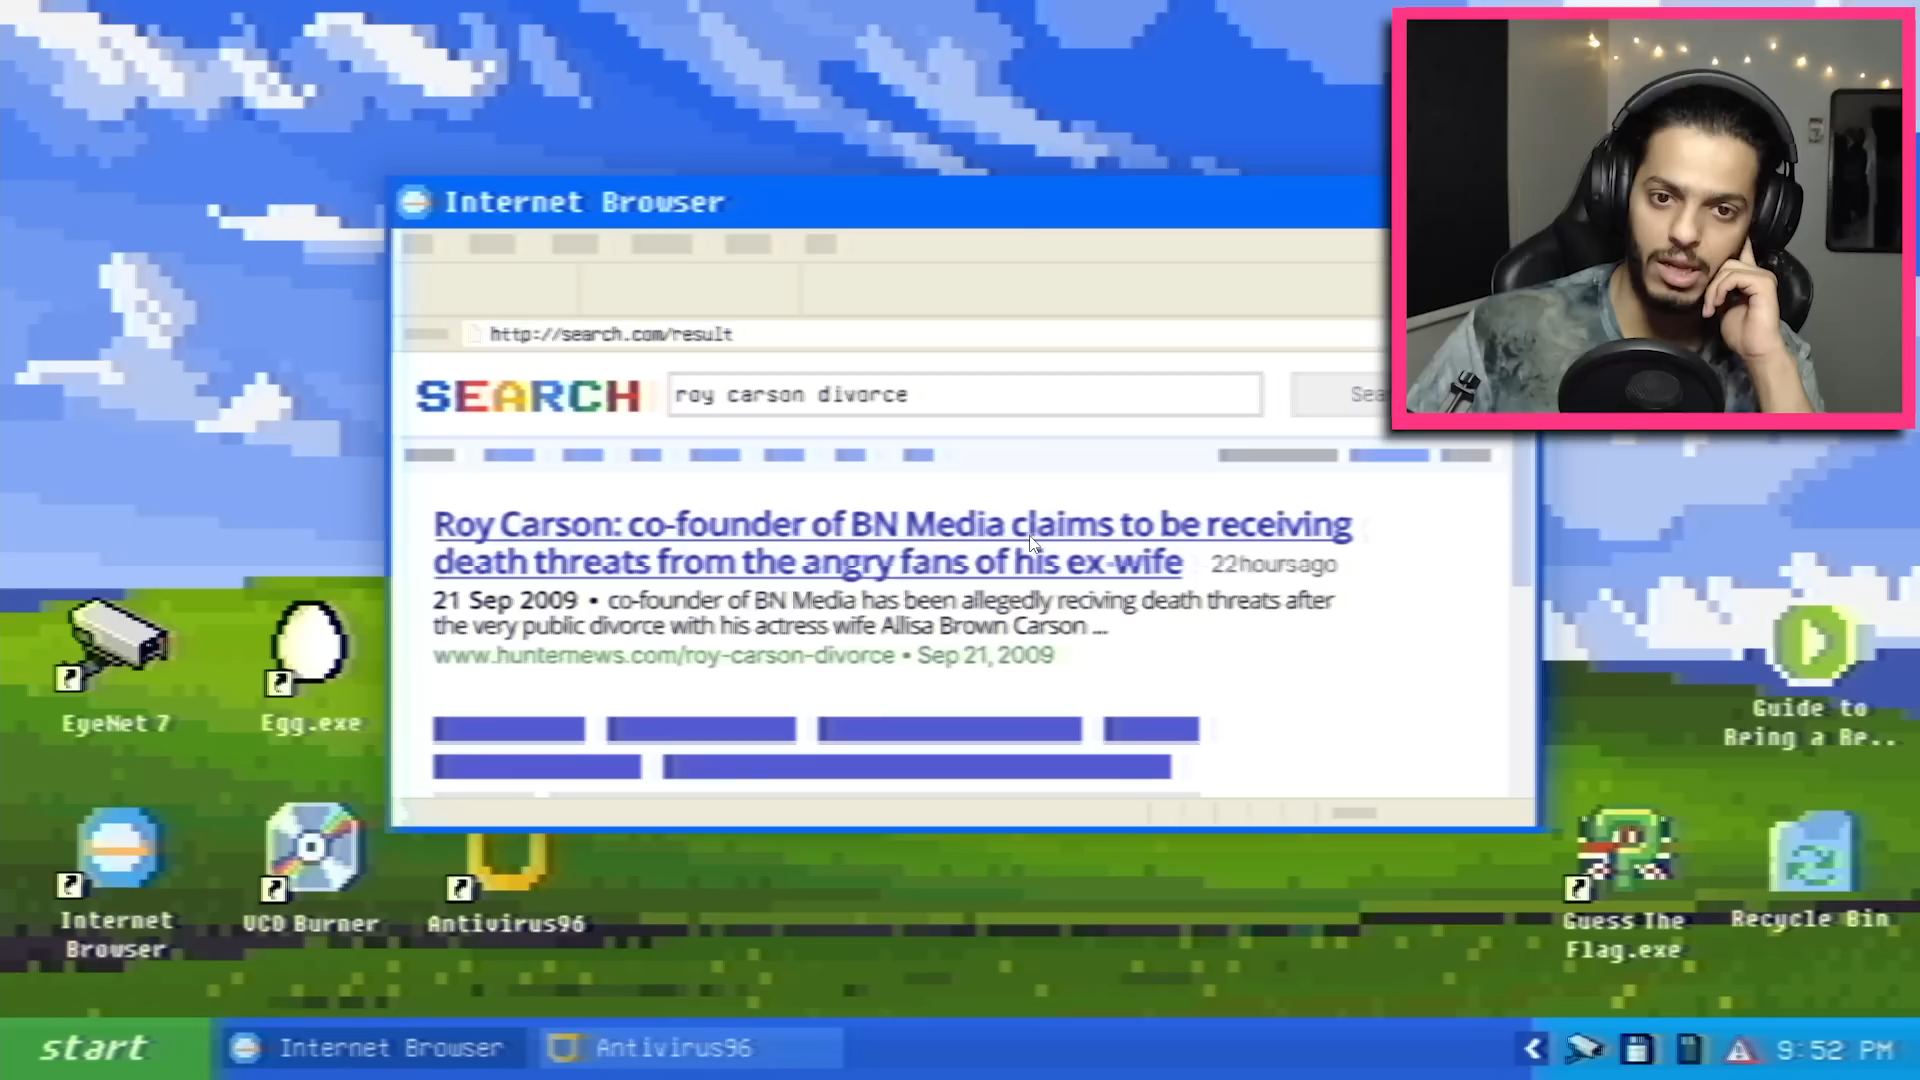 Internet Browser
http://search.com/result
SEARCH
roy carson divorce
Roy Carson: co-founder of BN Media claims to be receiving
death threats from the angry fans of his ex-wife
22hoursago
21 Sep 2009 • co-founder of BN Media has been allegedly reciving death threats after
the very public divorce with his actress wife Allisa Brown Carson ...
www.hunternews.com/roy-carson-divorce • Sep 21, 2009
EyeNet 7
Egg.exe
Guide to
Being a Be..
Internet
Browser
VCD Burner
Antivirus96
Guess The
Flag.exe
Recycle Bin
start
Internet Browser
Antivirus96
9:52 PM